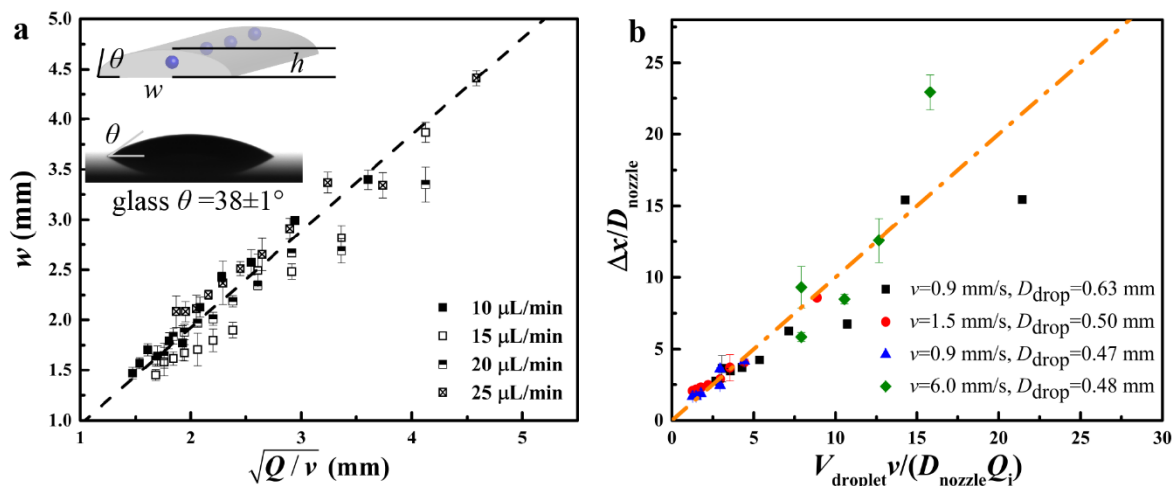 a
5.0
4.5
4.0
3.5
3.0
2.5
2.0
1.5
1.0
w (mm)
θ
w
h
θ
glass θ =38±1°
10 μL/min
15 μL/min
20 μL/min
25 μL/min
1 2 3 4 5
√Q/v (mm)
b
25
20
15
10
5
0
Δx/Dnozzle
v=0.9 mm/s, Ddrop=0.63 mm
v=1.5 mm/s, Ddrop=0.50 mm
v=0.9 mm/s, Ddrop=0.47 mm
v=6.0 mm/s, Ddrop=0.48 mm
0 5 10 15 20 25 30
Vdropletv/(DnozzleQi)